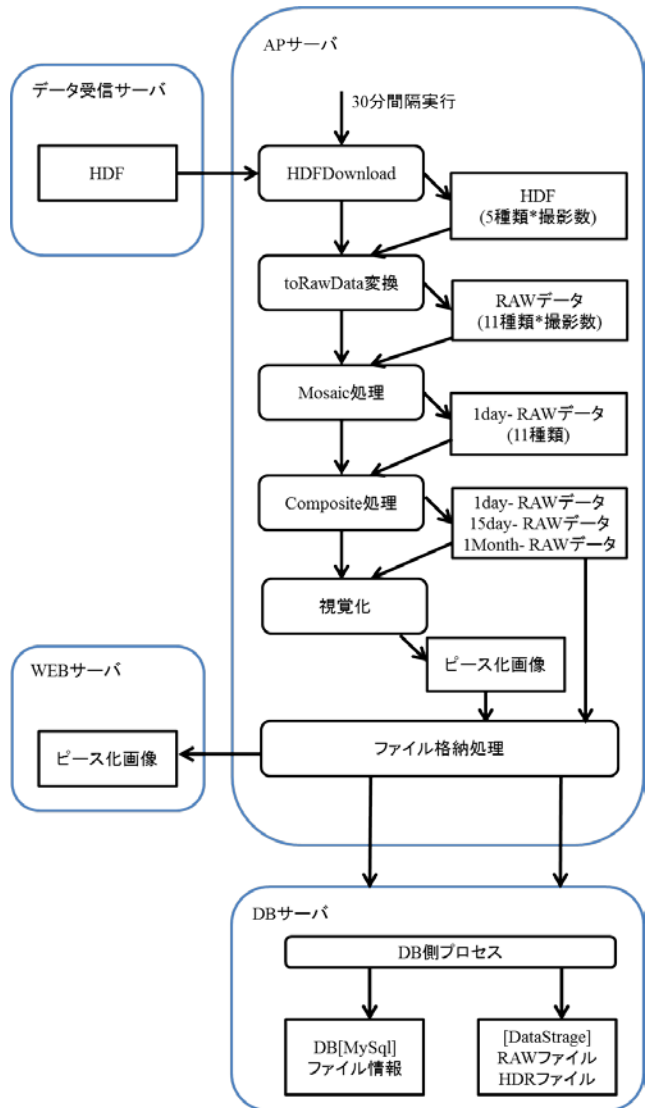 APサーバ
データ受信サーバ
30分間隔実行
HDF
HDFDownload
HDF
(5種類*撮影数)
toRawData変換
RAWデータ
(11種類*撮影数)
Mosaic処理
1day- RAWデータ
(11種類)
Composite処理
1day- RAWデータ
15day- RAWデータ
1Month- RAWデータ
視覚化
ピース化画像
WEBサーバ
ピース化画像
ファイル格納処理
DBサーバ
DB側プロセス
DB[MySql]
ファイル情報
[DataStrage]
RAWファイル
HDRファイル